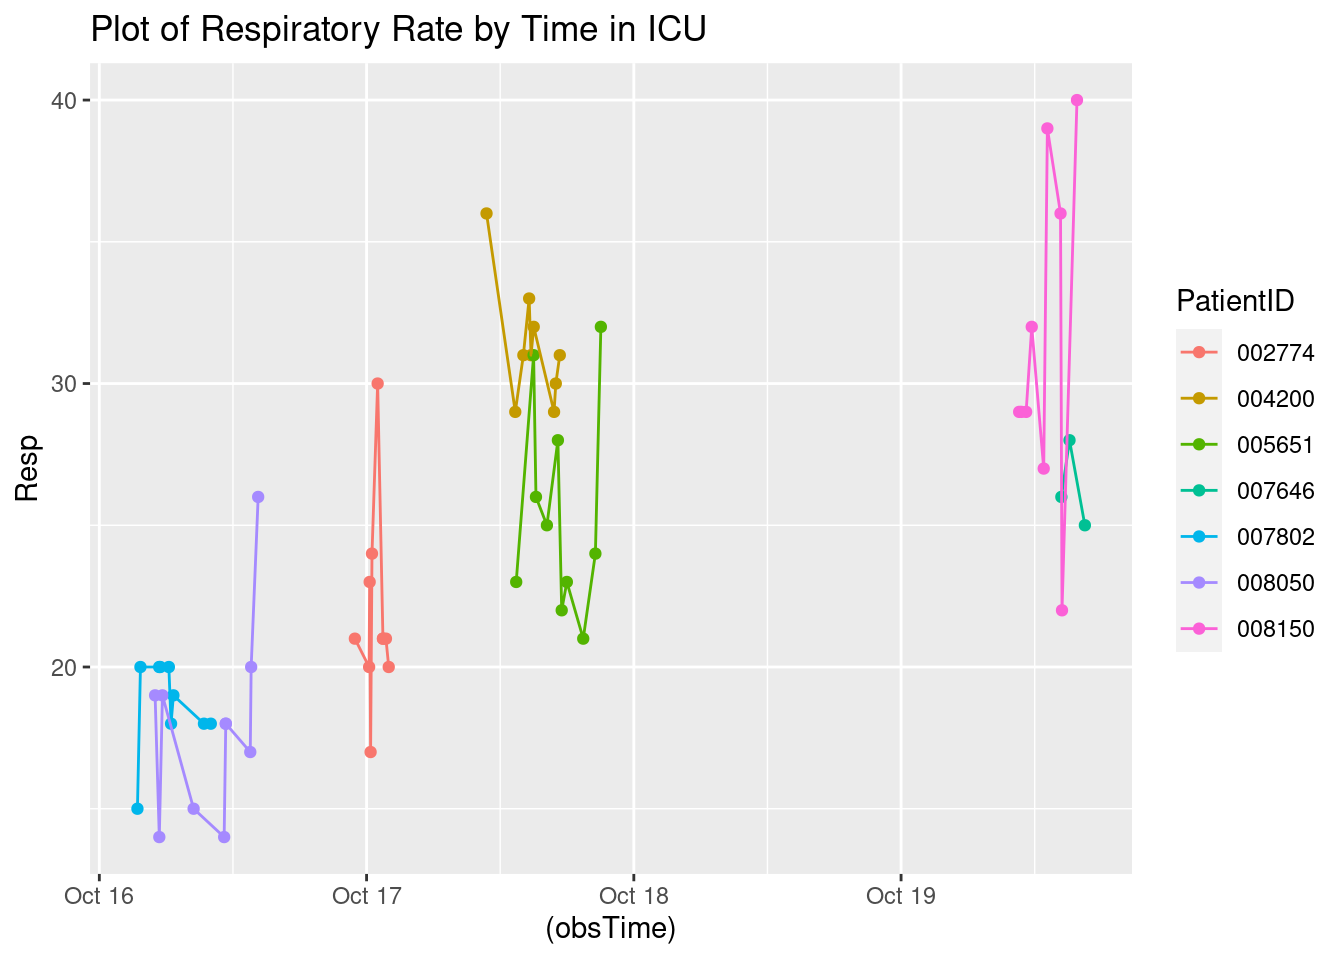 Plot of Respiratory Rate by Time in ICU
40
30
20
Resp
Oct 16
Oct 17
Oct 18
Oct 19
(obsTime)
PatientID
002774
004200
005651
007646
007802
008050
008150